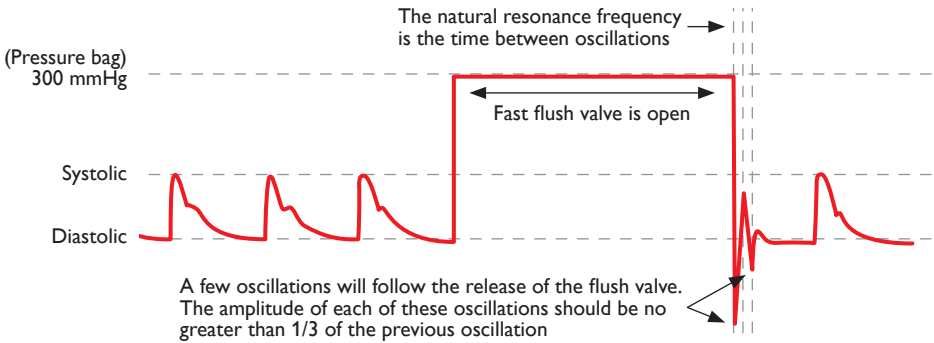 The natural resonance frequency
is the time between oscillations
(Pressure bag)
300 mmHg
Fast flush valve is open
Systolic
Diastolic
A few oscillations will follow the release of the flush valve.
The amplitude of each of these oscillations should be no
greater than 1/3 of the previous oscillation